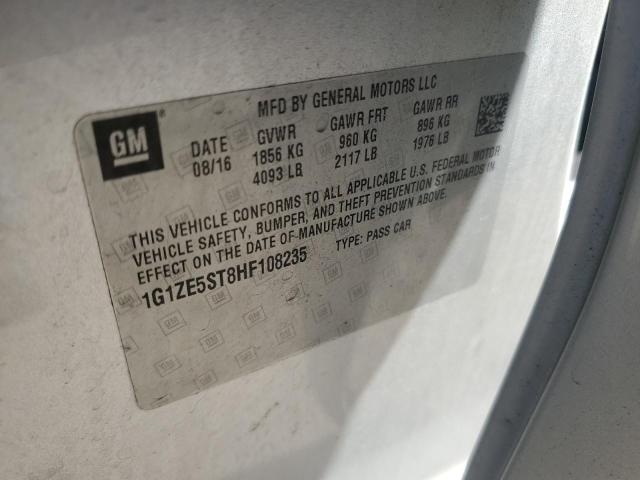 GM
®
MFD BY GENERAL MOTORS LLC
DATE GVWR GAWR FRT GAWR RR
08/16 1856 KG 960 KG 896 KG
4093 LB 2117 LB 1976 LB
THIS VEHICLE CONFORMS TO ALL APPLICABLE U.S. FEDERAL MOTOR
VEHICLE SAFETY, BUMPER, AND THEFT PREVENTION STANDARDS IN
EFFECT ON THE DATE OF MANUFACTURE SHOWN ABOVE.
1G1ZE5ST8HF108235 TYPE: PASS CAR